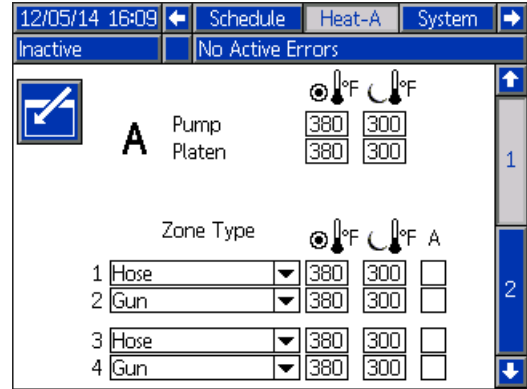 12/05/14 16:09 Schedule Heat-A System
Inactive No Active Errors
°F °F
A
Pump 380 300
Platen 380 300
1
Zone Type °F °F A
1 Hose 380 300
2 Gun 380 300
2
3 Hose 380 300
4 Gun 380 300